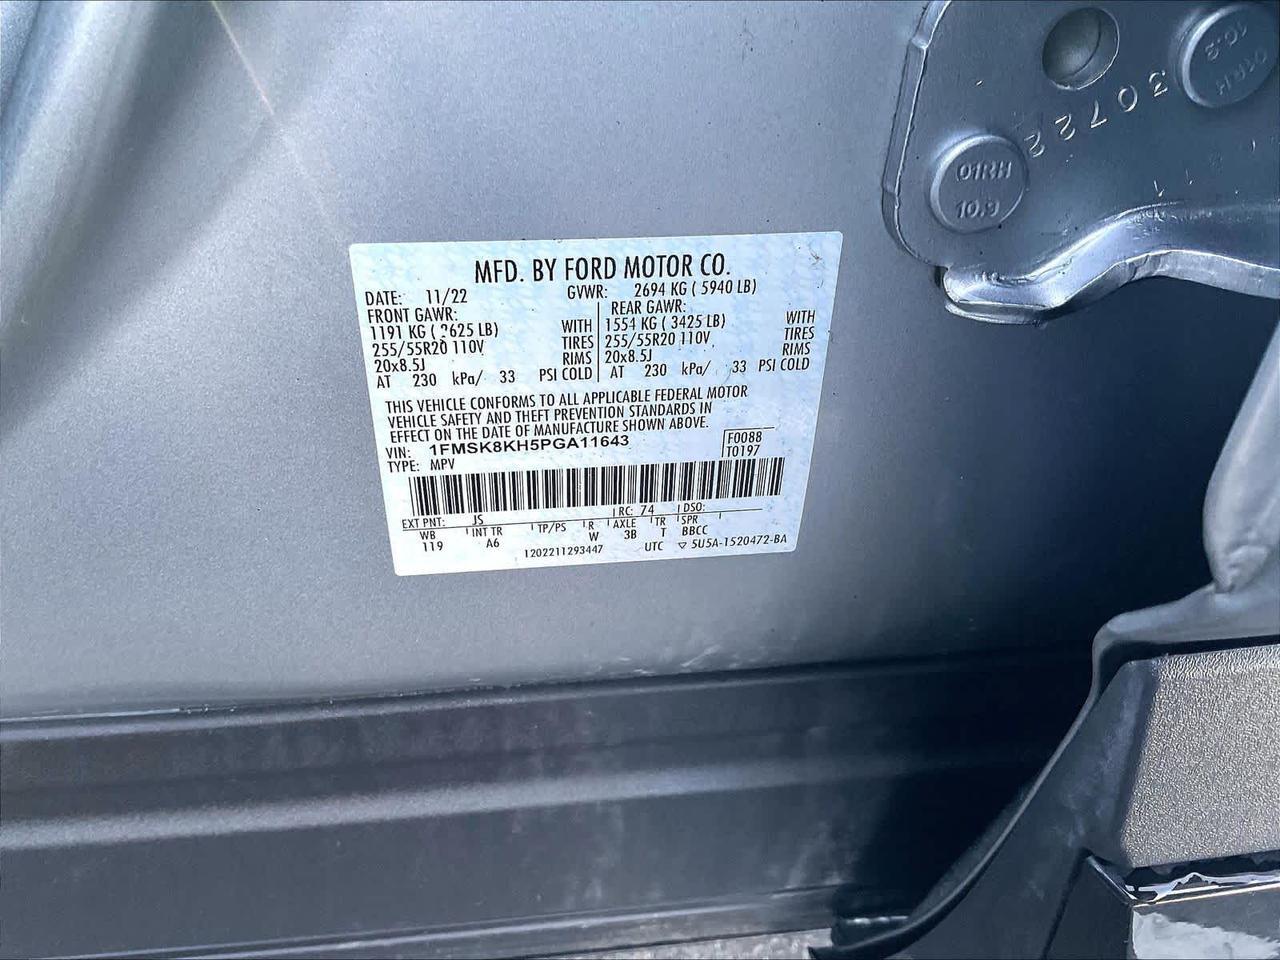 01RH
10.9
30722
01RH
10.9
MFD. BY FORD MOTOR CO.
DATE: 11/22 GVWR: 2694 KG ( 5940 LB)
FRONT GAWR: REAR GAWR:
1191 KG ( 2625 LB) WITH 1554 KG ( 3425 LB) WITH
255/55R20 110V TIRES 255/55R20 110V TIRES
20x8.5J RIMS 20x8.5J RIMS
AT 230 kPa/ 33 PSI COLD AT 230 kPa/ 33 PSI COLD
THIS VEHICLE CONFORMS TO ALL APPLICABLE FEDERAL MOTOR
VEHICLE SAFETY AND THEFT PREVENTION STANDARDS IN
EFFECT ON THE DATE OF MANUFACTURE SHOWN ABOVE.
VIN: 1FMSK8KH5PGA11643 F0088
TYPE: MPV T0197
EXT PNT: JS RC: 74 DSO:
WB INT TR TP/PS R AXLE TR SPR
119 A6 W 3B T BBCC
1202211293447 UTC ▽ 5U5A-1520472-BA